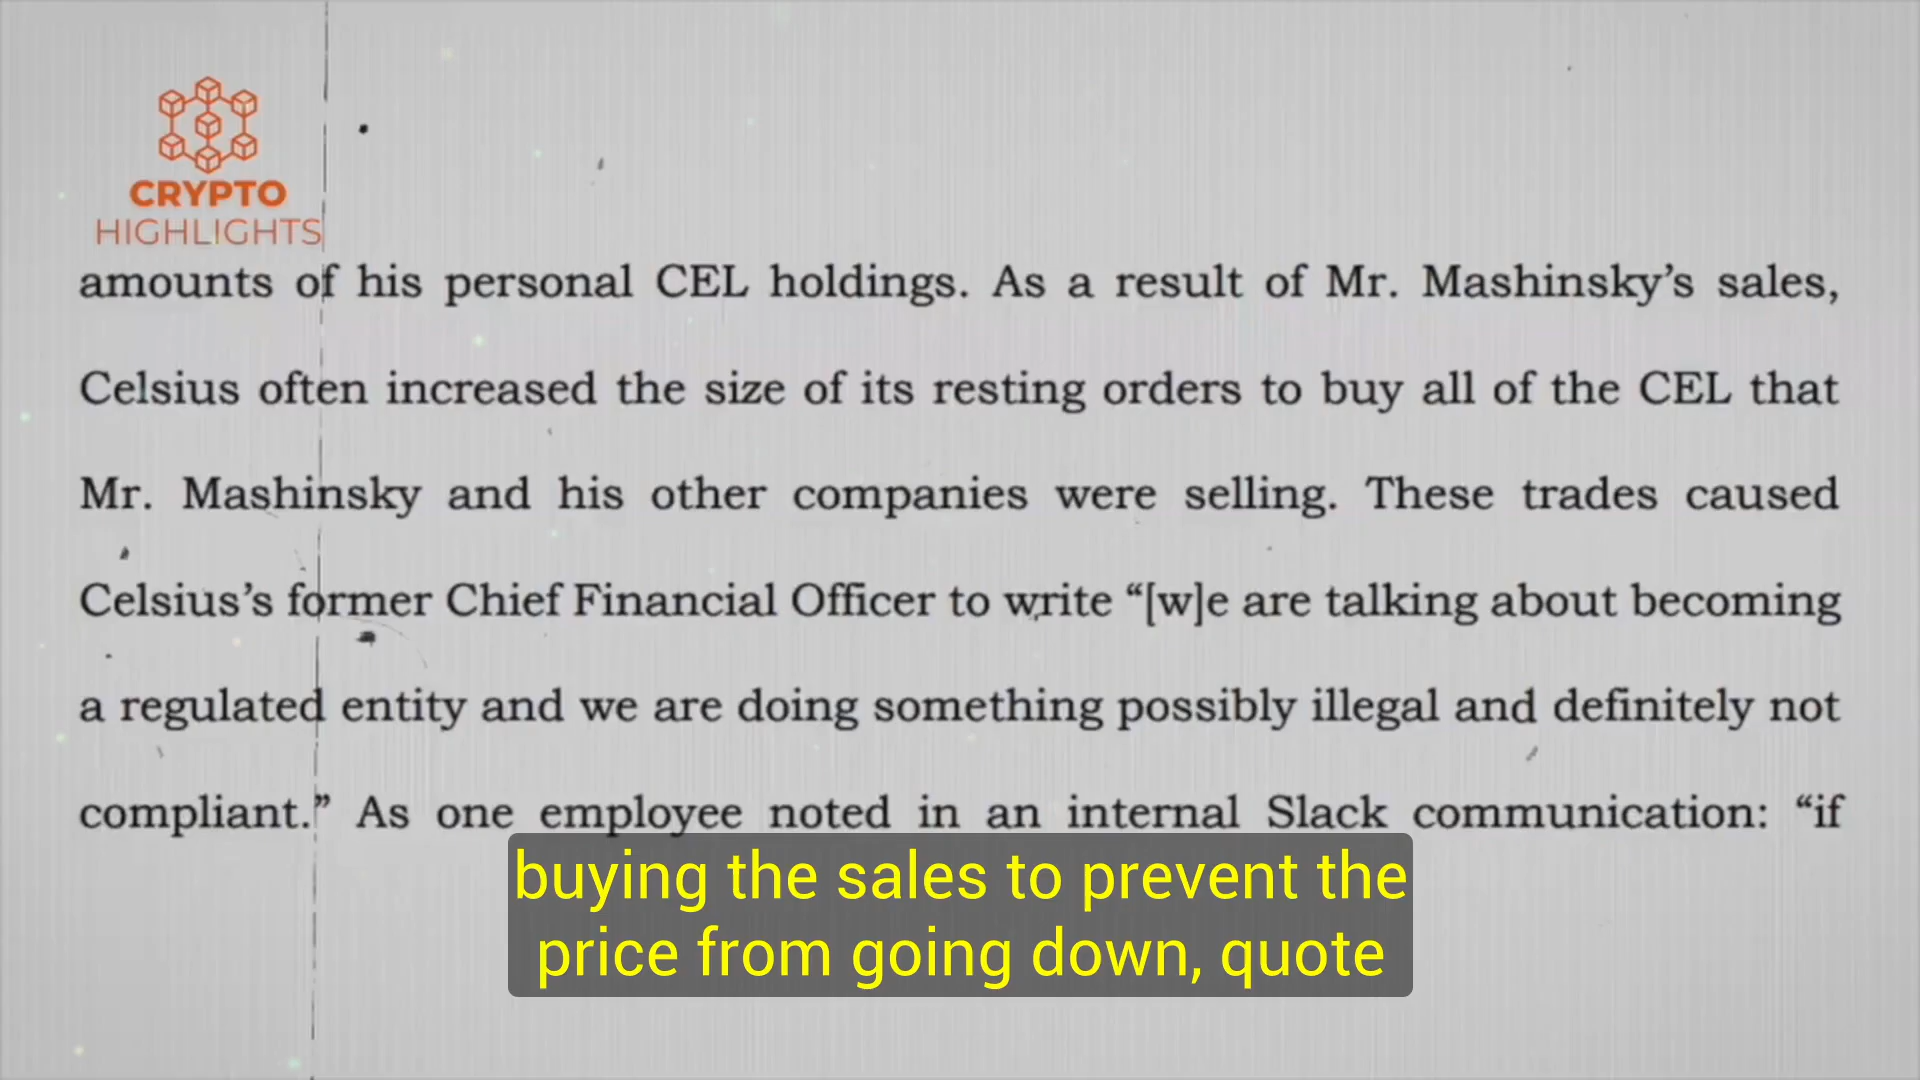 CRYPTO
HIGHLIGHTS
amounts of his personal CEL holdings. As a result of Mr. Mashinsky’s sales,
Celsius often increased the size of its resting orders to buy all of the CEL that
Mr. Mashinsky and his other companies were selling. These trades caused
Celsius’s former Chief Financial Officer to write “[w]e are talking about becoming
a regulated entity and we are doing something possibly illegal and definitely not
compliant.” As one employee noted in an internal Slack communication: “if
buying the sales to prevent the
price from going down, quote